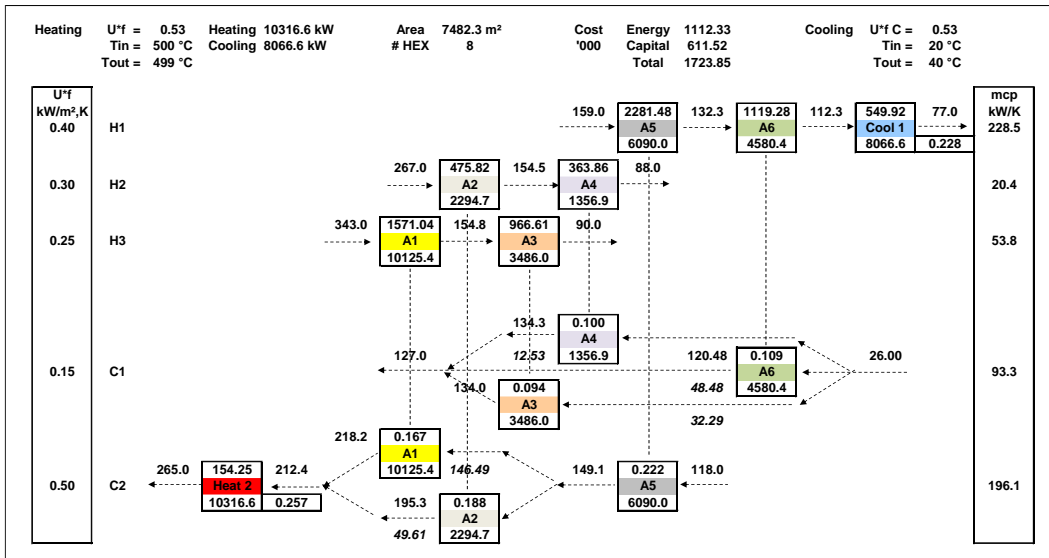 Heating U*f = 0.53 Heating 10316.6 kW Area 7482.3 m² Cost Energy 1112.33 Cooling U*f C = 0.53
Tin = 500 °C Cooling 8066.6 kW # HEX 8 '000 Capital 611.52 Tin = 20 °C
Tout = 499 °C Total 1723.85 Tout = 40 °C
U*f mcp
kW/m²,K kW/K
159.0 2281.48 132.3 1119.28 112.3 549.92 77.0
0.40 H1 A5 A6 Cool 1 228.5
6090.0 4580.4 8066.6 0.228
267.0 475.82 154.5 363.86 88.0
0.30 H2 A2 A4 20.4
2294.7 1356.9
343.0 1571.04 154.8 966.61 90.0
0.25 H3 A1 A3 53.8
10125.4 3486.0
134.3 0.100
A4
127.0 12.53 1356.9 120.48 0.109 26.00
0.15 C1 A6 93.3
134.0 0.094 48.48 4580.4
A3
3486.0 32.29
218.2 0.167
A1
265.0 154.25 212.4 10125.4 146.49 149.1 0.222 118.0
0.50 C2 Heat 2 A5 196.1
10316.6 0.257 195.3 0.188 6090.0
A2
49.61 2294.7